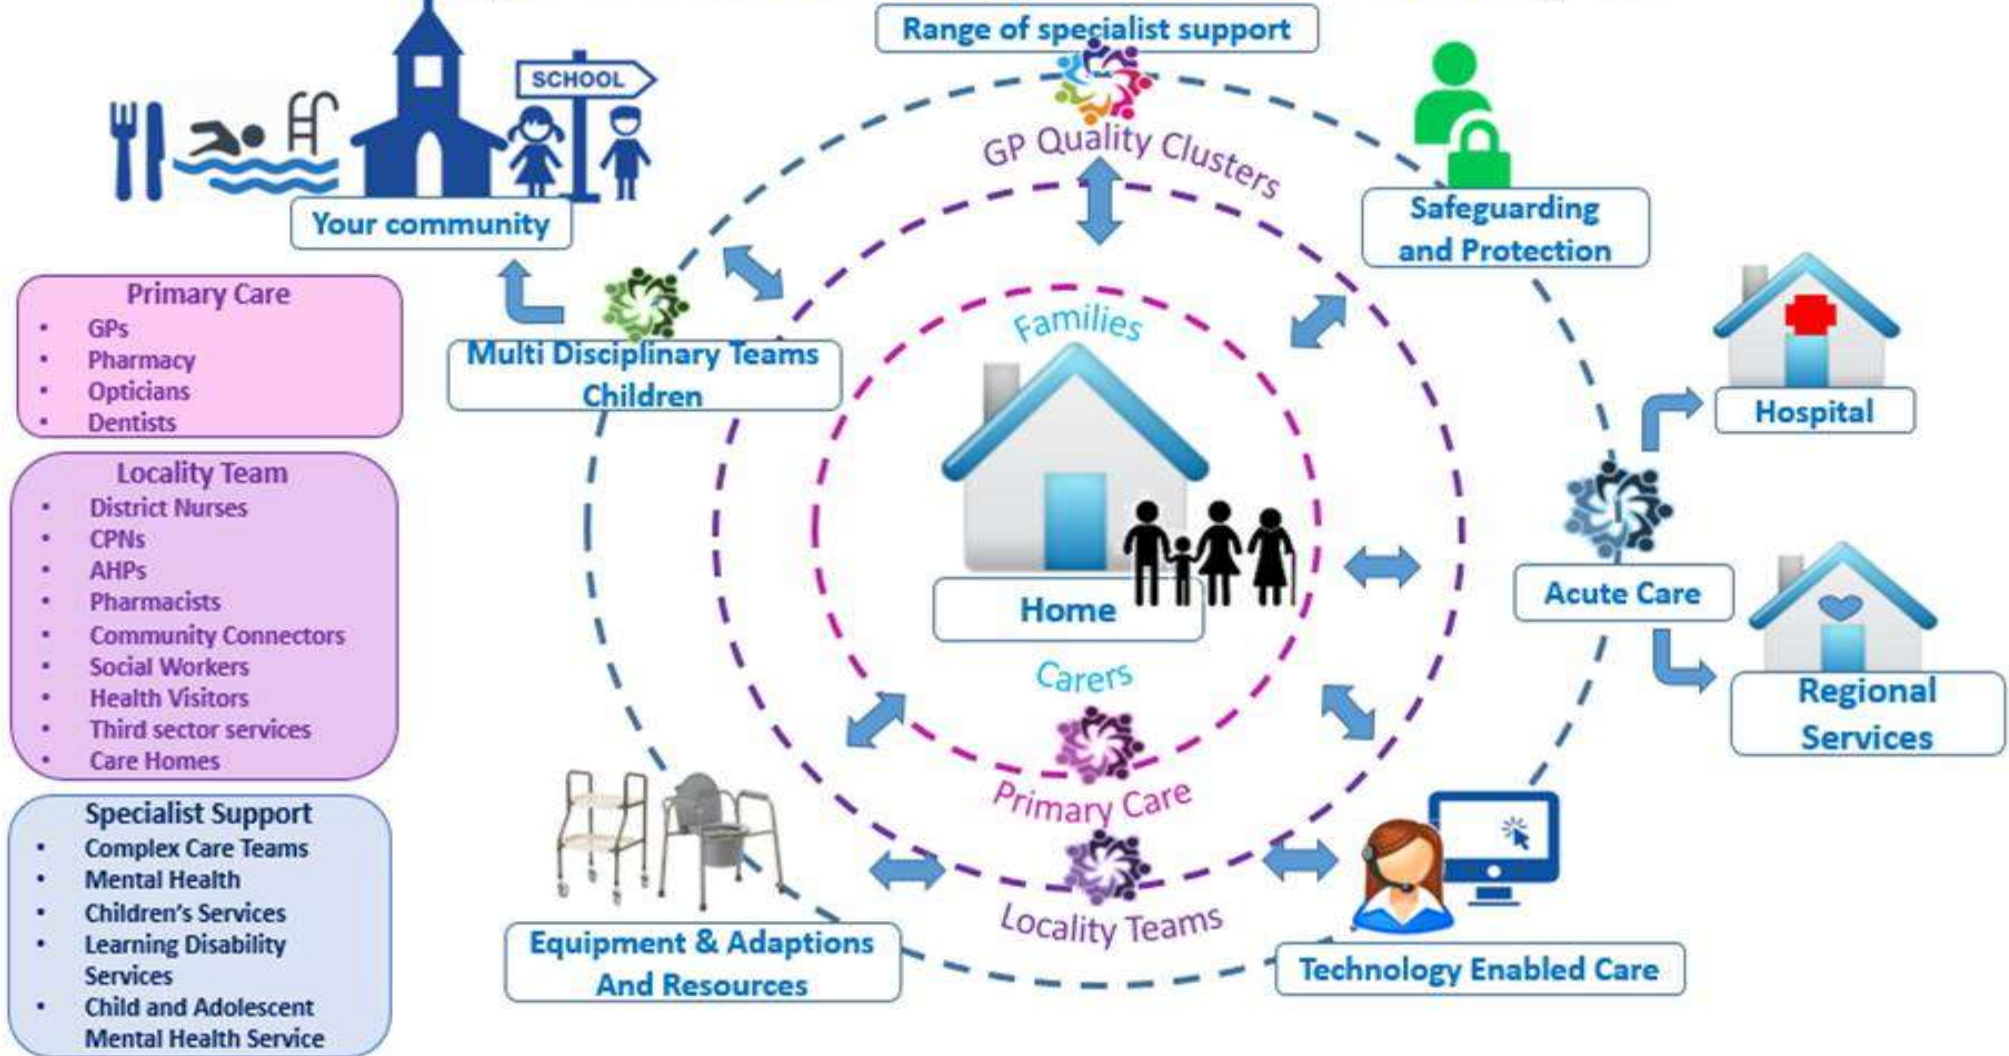 Range of specialist support
SCHOOL
GP Quality Clusters
Your community
Safeguarding
and Protection
Primary Care
• GPs
• Pharmacy
• Opticians
• Dentists
Multi Disciplinary Teams
Children
Families
Hospital
Locality Team
• District Nurses
• CPNs
• AHPs
• Pharmacists
• Community Connectors
• Social Workers
• Health Visitors
• Third sector services
• Care Homes
Home
Acute Care
Carers
Regional
Services
Primary Care
Specialist Support
• Complex Care Teams
• Mental Health
• Children's Services
• Learning Disability
Services
• Child and Adolescent
Mental Health Service
Locality Teams
Equipment & Adaptions
And Resources
Technology Enabled Care